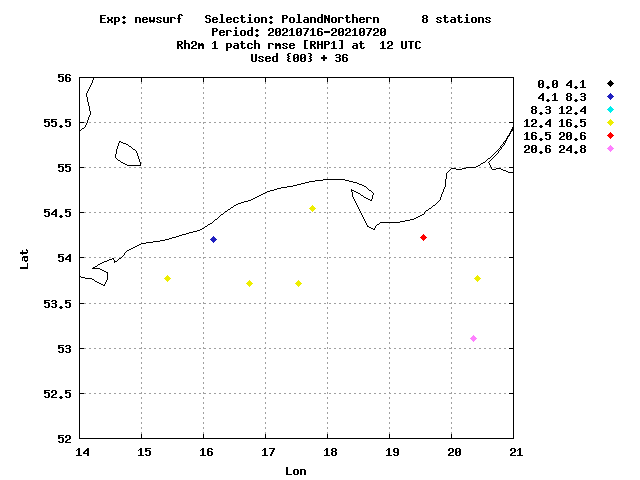 Exp: newsurf   Selection: PolandNorthern      8 stations
Period: 20210716-20210720
Rh2m 1 patch rmse [RHP1] at  12 UTC
Used {00} + 36
0.0 4.1
4.1 8.3
8.3 12.4
12.4 16.5
16.5 20.6
20.6 24.8
56
55.5
55
54.5
54
53.5
53
52.5
52
Lat
14 15 16 17 18 19 20 21
Lon